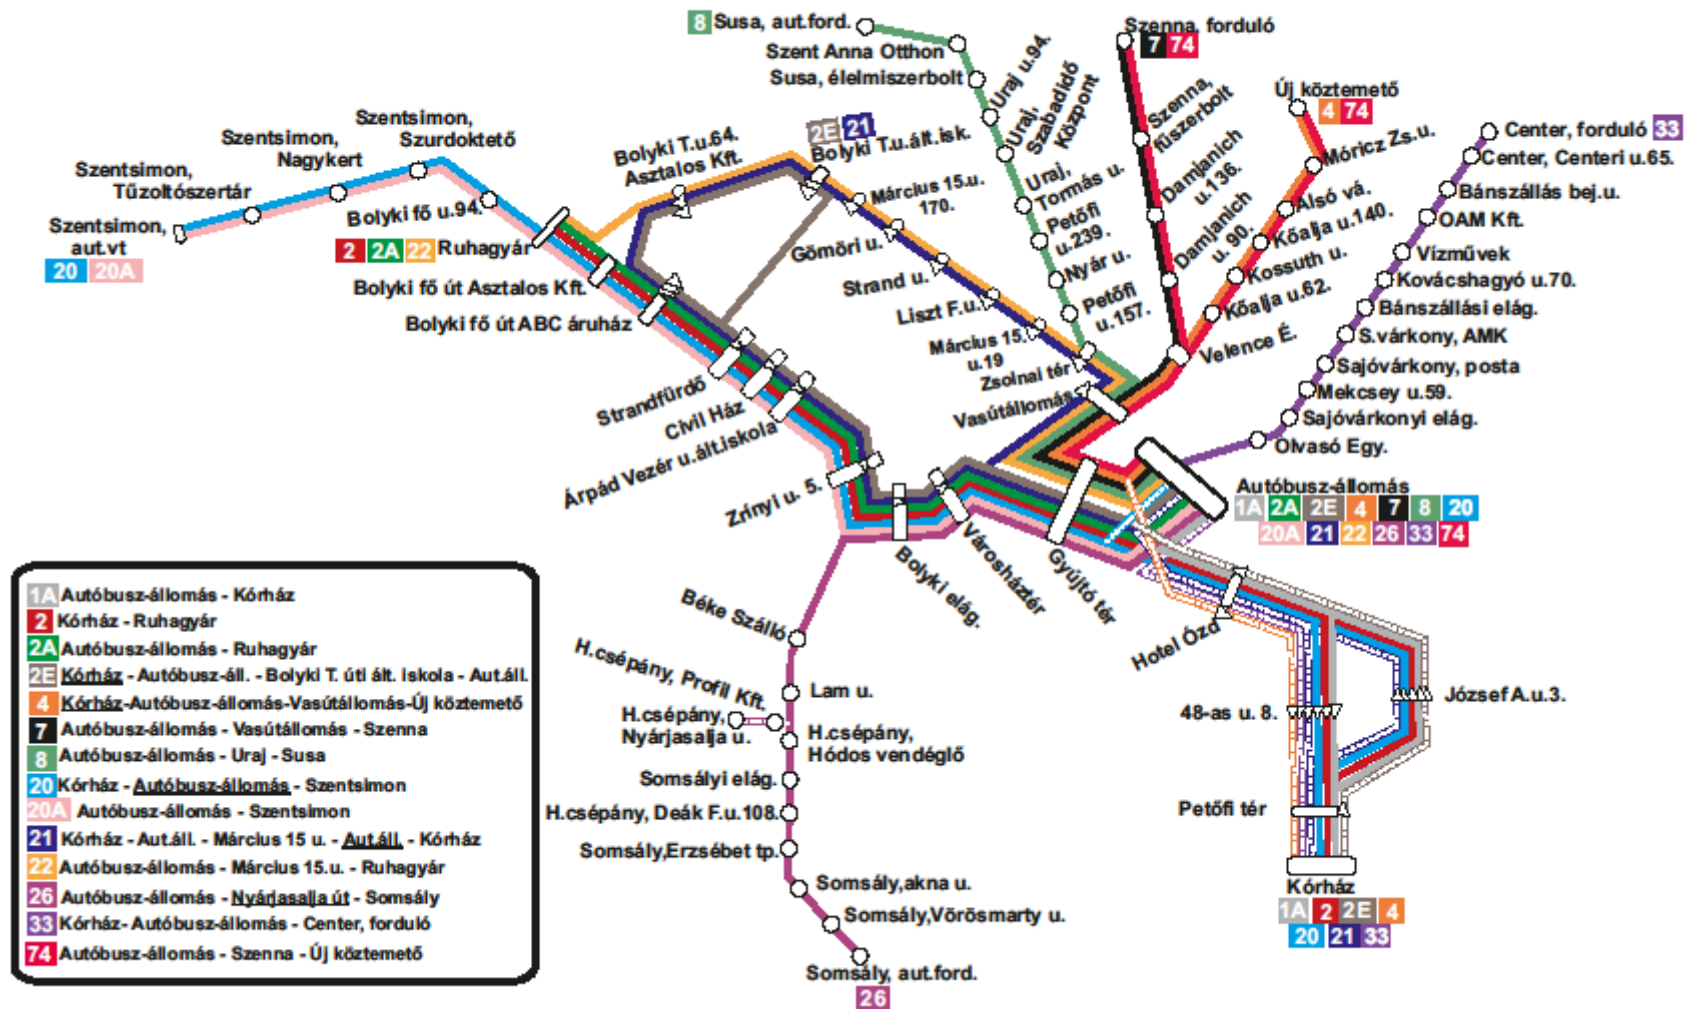 8 Susa, aut.ford.
Szent Anna Otthon
Susa, élelmiszerbolt
Uraj u.94.
Uraj,
Szabadidő
Központ
Uraj,
Tormás u.
Petőfi
u.239.
Nyár u.
Petőfi
u.157.
Szenna, forduló
7 74
Szenna,
fűszerbolt
Damjanich
u.136.
Damjanich
u. 90.
Új köztemető
4 74
Móricz Zs.u.
Alsó vá.
Kőalja u.140.
Kossuth u.
Kőalja u.62.
Velence É.
Center, forduló 33
Center, Centeri u.65.
Bánszállás bej.u.
OAM Kft.
Vízművek
Kovácshagyó u.70.
Bánszállási elág.
S.várkony, AMK
Sajóvárkony, posta
Mekcsey u.59.
Sajóvárkonyi elág.
Olvasó Egy.
Szentsimon,
Szurdoktető
Szentsimon,
Nagykert
Szentsimon,
Tűzoltószertár
Szentsimon,
aut.vt
20 20A
Bolyki fő u.94.
2 2A 22 Ruhagyár
Bolyki fő út Asztalos Kft.
Bolyki fő út ABC áruház
Bolyki T.u.64.
Asztalos Kft.
2E 21
Bolyki T.u.ált.isk.
Március 15.u.
170.
Gömöri u.
Strand u.
Liszt F.u.
Március 15.
u.19
Zsolnai tér
Vasútállomás
Strandfürdő
Civil Ház
Árpád Vezér u.ált.iskola
Zrínyi u. 5.
Bolyki elág.
Városháztér
Gyújtó tér
Autóbusz-állomás
1A 2A 2E 4 7 8 20
20A 21 22 26 33 74
Hotel Ózd
48-as u. 8.
József A.u.3.
Petőfi tér
Kórház
1A 2 2E 4
20 21 33
Béke Szálló
H.csépány, Profil Kft.
Lam u.
H.csépány,
Nyárjasalja u.
H.csépány,
Hódos vendéglő
Somsályi elág.
H.csépány, Deák F.u.108.
Somsály,Erzsébet tp.
Somsály,akna u.
Somsály,Vörösmarty u.
Somsály, aut.ford.
26
1A Autóbusz-állomás - Kórház
2 Kórház - Ruhagyár
2A Autóbusz-állomás - Ruhagyár
2E Kórház - Autóbusz-áll. - Bolyki T. úti ált. iskola - Aut.áll.
4 Kórház-Autóbusz-állomás-Vasútállomás-Új köztemető
7 Autóbusz-állomás - Vasútállomás - Szenna
8 Autóbusz-állomás - Uraj - Susa
20 Kórház - Autóbusz-állomás - Szentsimon
20A Autóbusz-állomás - Szentsimon
21 Kórház - Aut.áll. - Március 15 u. - Aut.áll. - Kórház
22 Autóbusz-állomás - Március 15.u. - Ruhagyár
26 Autóbusz-állomás - Nyárjasalja út - Somsály
33 Kórház- Autóbusz-állomás - Center, forduló
74 Autóbusz-állomás - Szenna - Új köztemető